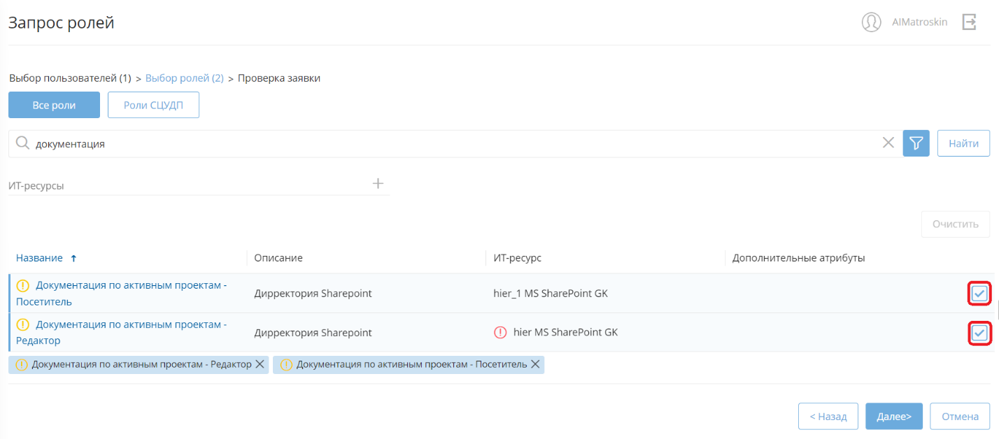 Запрос ролей
AIMatroskin
Выбор пользователей (1) > Выбор ролей (2) > Проверка заявки
Все роли
Роли СЦУДП
документация
Найти
ИТ-ресурсы
Очистить
Название Описание ИТ-ресурс Дополнительные атрибуты
Документация по активным проектам -
Посетитель
Дирректория Sharepoint
hier_1 MS SharePoint GK
Документация по активным проектам -
Редактор
Дирректория Sharepoint
hier MS SharePoint GK
Документация по активным проектам - Редактор
Документация по активным проектам - Посетитель
< Назад
Далее>
Отмена